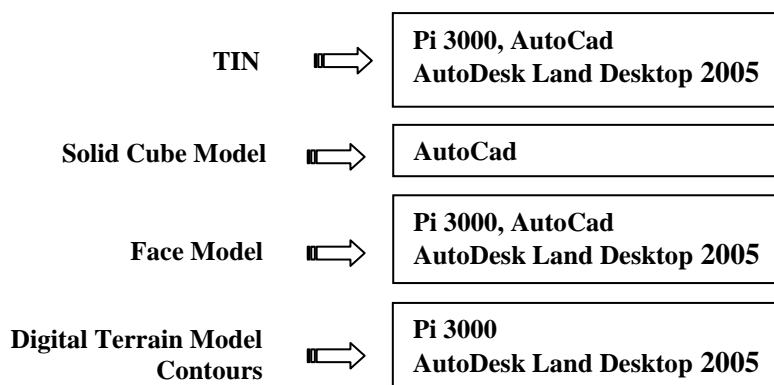 TIN
Pi 3000, AutoCad
AutoDesk Land Desktop 2005
Solid Cube Model
AutoCad
Face Model
Pi 3000, AutoCad
AutoDesk Land Desktop 2005
Digital Terrain Model
Contours
Pi 3000
AutoDesk Land Desktop 2005